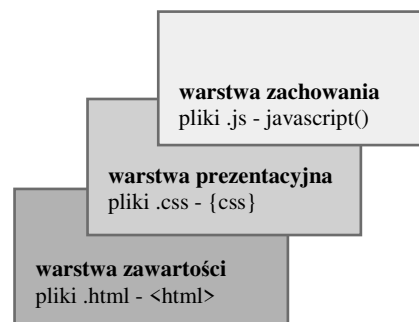 warstwa zachowania
pliki .js - javascript()
warstwa prezentacyjna
pliki .css - {css}
warstwa zawartości
pliki .html - <html>